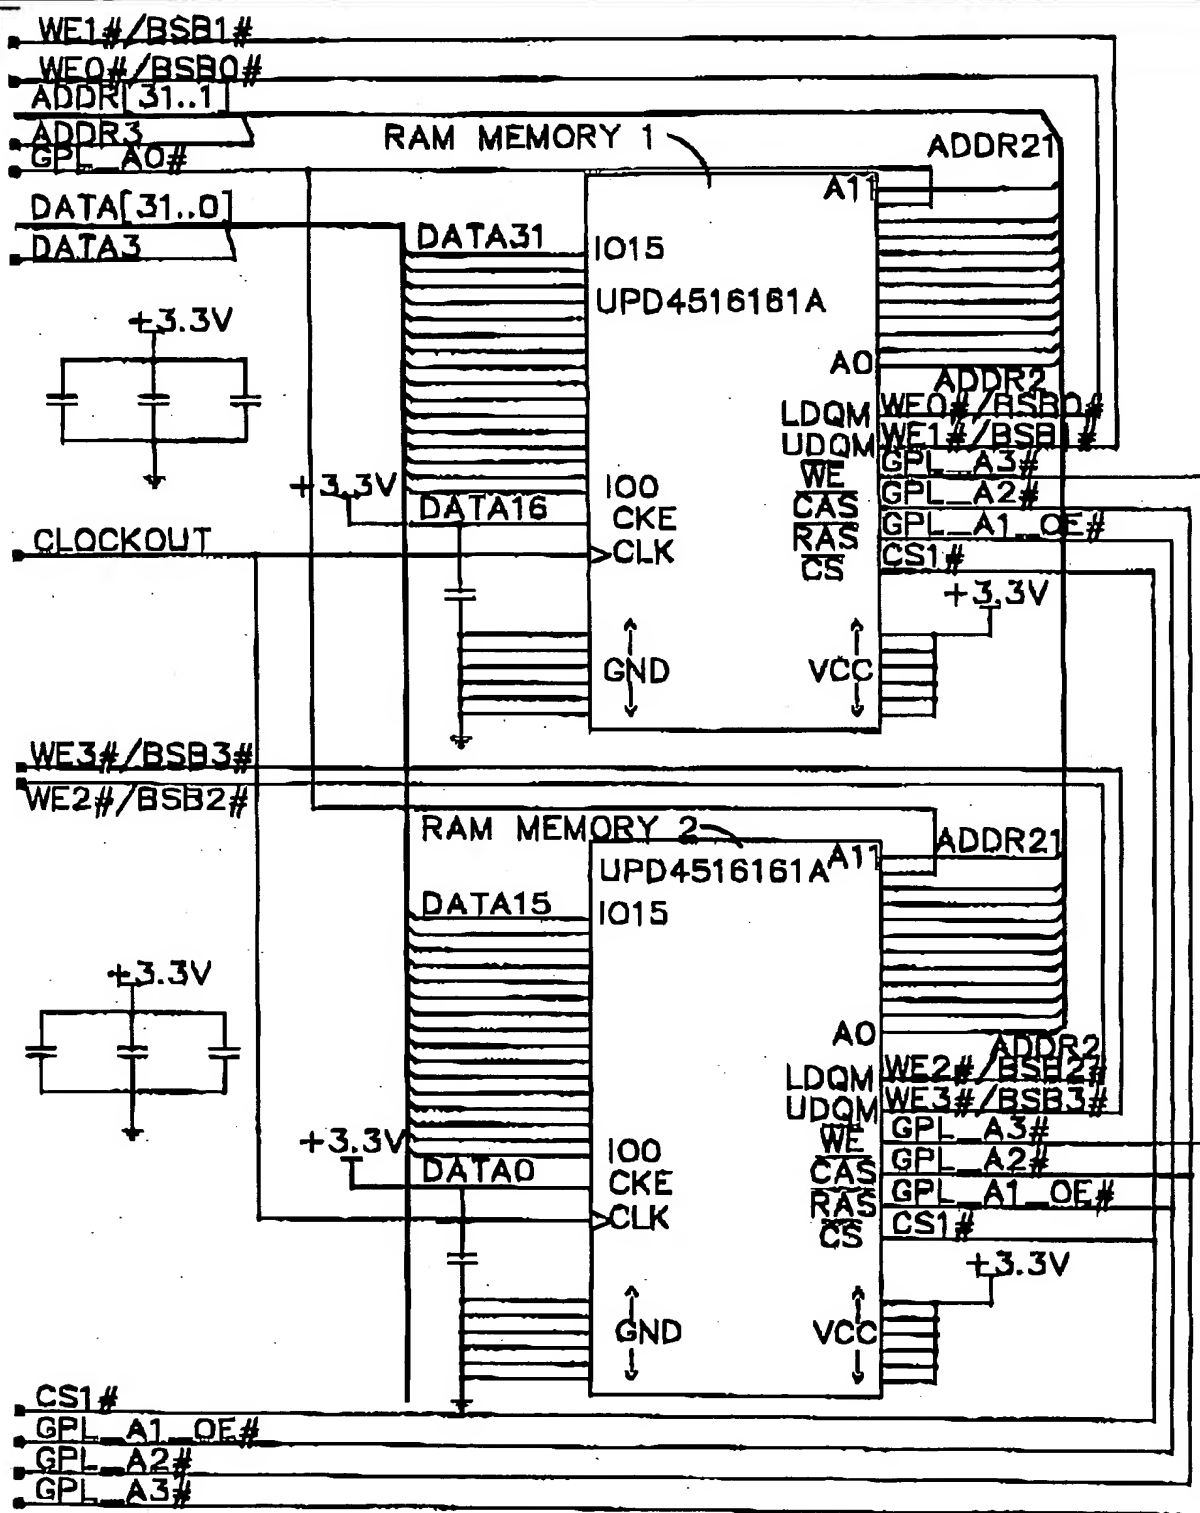 WE1#/BSB1#
WE0#/BSB0#
ADDR[31..1]
ADDR3
GPL_A0#
RAM MEMORY 1
ADDR21
A11
DATA[31..0]
DATA3
DATA31
IO15
UPD4516161A
+3.3V
A0
ADDR2
LDQM WE0#/BSB0#
UDQM WE1#/BSB1#
WE GPL_A3#
+3.3V
IO0
CAS GPL_A2#
DATA16
CKE
RAS GPL_A1_OE#
CLOCKOUT
CLK
CS CS1#
+3.3V
GND
VCC
WE3#/BSB3#
WE2#/BSB2#
RAM MEMORY 2
ADDR21
UPD4516161A
A11
DATA15
IO15
+3.3V
A0
ADDR2
LDQM WE2#/BSB2#
UDQM WE3#/BSB3#
WE GPL_A3#
+3.3V
IO0
CAS GPL_A2#
DATA0
CKE
RAS GPL_A1_OE#
CLK
CS CS1#
+3.3V
GND
VCC
CS1#
GPL_A1_OE#
GPL_A2#
GPL_A3#